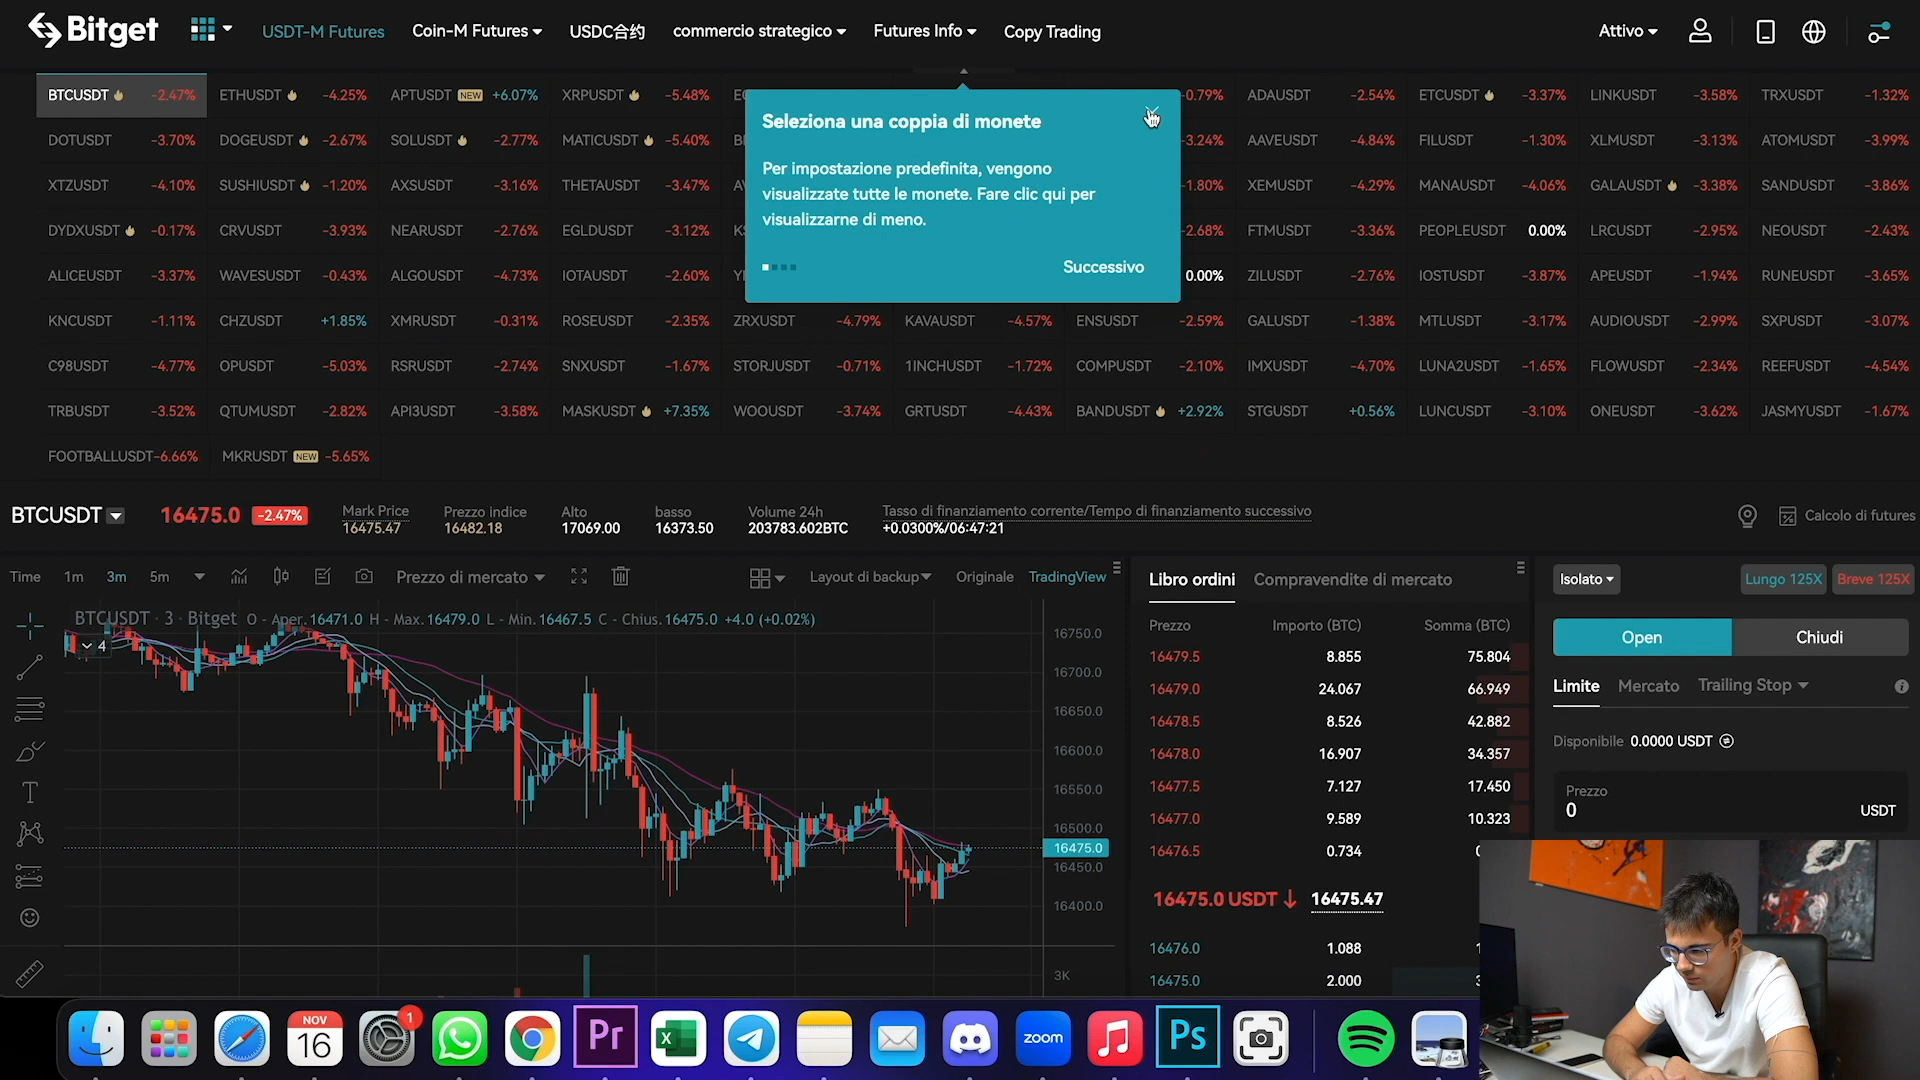 Bitget USDT-M Futures Coin-M Futures USDC合约 commercio strategico Futures Info Copy Trading Attivo
BTCUSDT -2.47% ETHUSDT -4.25% APTUSDT NEW +6.07% XRPUSDT -5.48% -0.79% ADAUSDT -2.54% ETCUSDT -3.37% LINKUSDT -3.58% TRXUSDT -1.32%
DOTUSDT -3.70% DOGEUSDT -2.67% SOLUSDT -2.77% MATICUSDT -5.40% -3.24% AAVEUSDT -4.84% FILUSDT -1.30% XLMUSDT -3.13% ATOMUSDT -3.99%
XTZUSDT -4.10% SUSHIUSDT -1.20% AXSUSDT -3.16% THETAUSDT -3.47% -1.80% XEMUSDT -4.29% MANAUSDT -4.06% GALAUSDT -3.38% SANDUSDT -3.86%
DYDXUSDT -0.17% CRVUSDT -3.93% NEARUSDT -2.76% EGLDUSDT -3.12% -2.68% FTMUSDT -3.36% PEOPLEUSDT 0.00% LRCUSDT -2.95% NEOUSDT -2.43%
ALICEUSDT -3.37% WAVESUSDT -0.43% ALGOUSDT -4.73% IOTAUSDT -2.60% 0.00% ZILUSDT -2.76% IOSTUSDT -3.87% APEUSDT -1.94% RUNEUSDT -3.65%
Seleziona una coppia di monete
Per impostazione predefinita, vengono
visualizzate tutte le monete. Fare clic qui per
visualizzarne di meno.
Successivo
KNCUSDT -1.11% CHZUSDT +1.85% XMRUSDT -0.31% ROSEUSDT -2.35% ZRXUSDT -4.79% KAVAUSDT -4.57% ENSUSDT -2.59% GALUSDT -1.38% MTLUSDT -3.17% AUDIOUSDT -2.99% SXPUSDT -3.07%
C98USDT -4.77% OPUSDT -5.03% RSRUSDT -2.74% SNXUSDT -1.67% STORJUSDT -0.71% 1INCHUSDT -1.72% COMPUSDT -2.10% IMXUSDT -4.70% LUNA2USDT -1.65% FLOWUSDT -2.34% REEFUSDT -4.54%
TRBUSDT -3.52% QTUMUSDT -2.82% API3USDT -3.58% MASKUSDT +7.35% WOOUSDT -3.74% GRTUSDT -4.43% BANDUSDT +2.92% STGUSDT +0.56% LUNCUSDT -3.10% ONEUSDT -3.62% JASMYUSDT -1.67%
FOOTBALLUSDT -6.66% MKRUSDT NEW -5.65%
BTCUSDT 16475.0 -2.47%
Mark Price Prezzo indice Alto basso Volume 24h Tasso di finanziamento corrente/Tempo di finanziamento successivo
16475.47 16482.18 17069.00 16373.50 203783.602BTC +0.0300%/06:47:21
Calcolo di futures
Time 1m 3m 5m Prezzo di mercato Layout di backup Originale TradingView
BTCUSDT · 3 · Bitget O - Aper. 16471.0 H - Max. 16479.0 L - Min. 16467.5 C - Chius. 16475.0 +4.0 (+0.02%)
4
16750.0
16700.0
16650.0
16600.0
16550.0
16500.0
16475.0
16450.0
16400.0
3K
Libro ordini Compravendite di mercato
Prezzo Importo (BTC) Somma (BTC)
16479.5 8.855 75.804
16479.0 24.067 66.949
16478.5 8.526 42.882
16478.0 16.907 34.357
16477.5 7.127 17.450
16477.0 9.589 10.323
16476.5 0.734
16475.0 USDT 16475.47
16476.0 1.088
16475.0 2.000
Isolato Lungo 125X Breve 125X
Open Chiudi
Limite Mercato Trailing Stop
Disponibile 0.0000 USDT
Prezzo
0 USDT
NOV
16
1
Pr
X
zoom
Ps